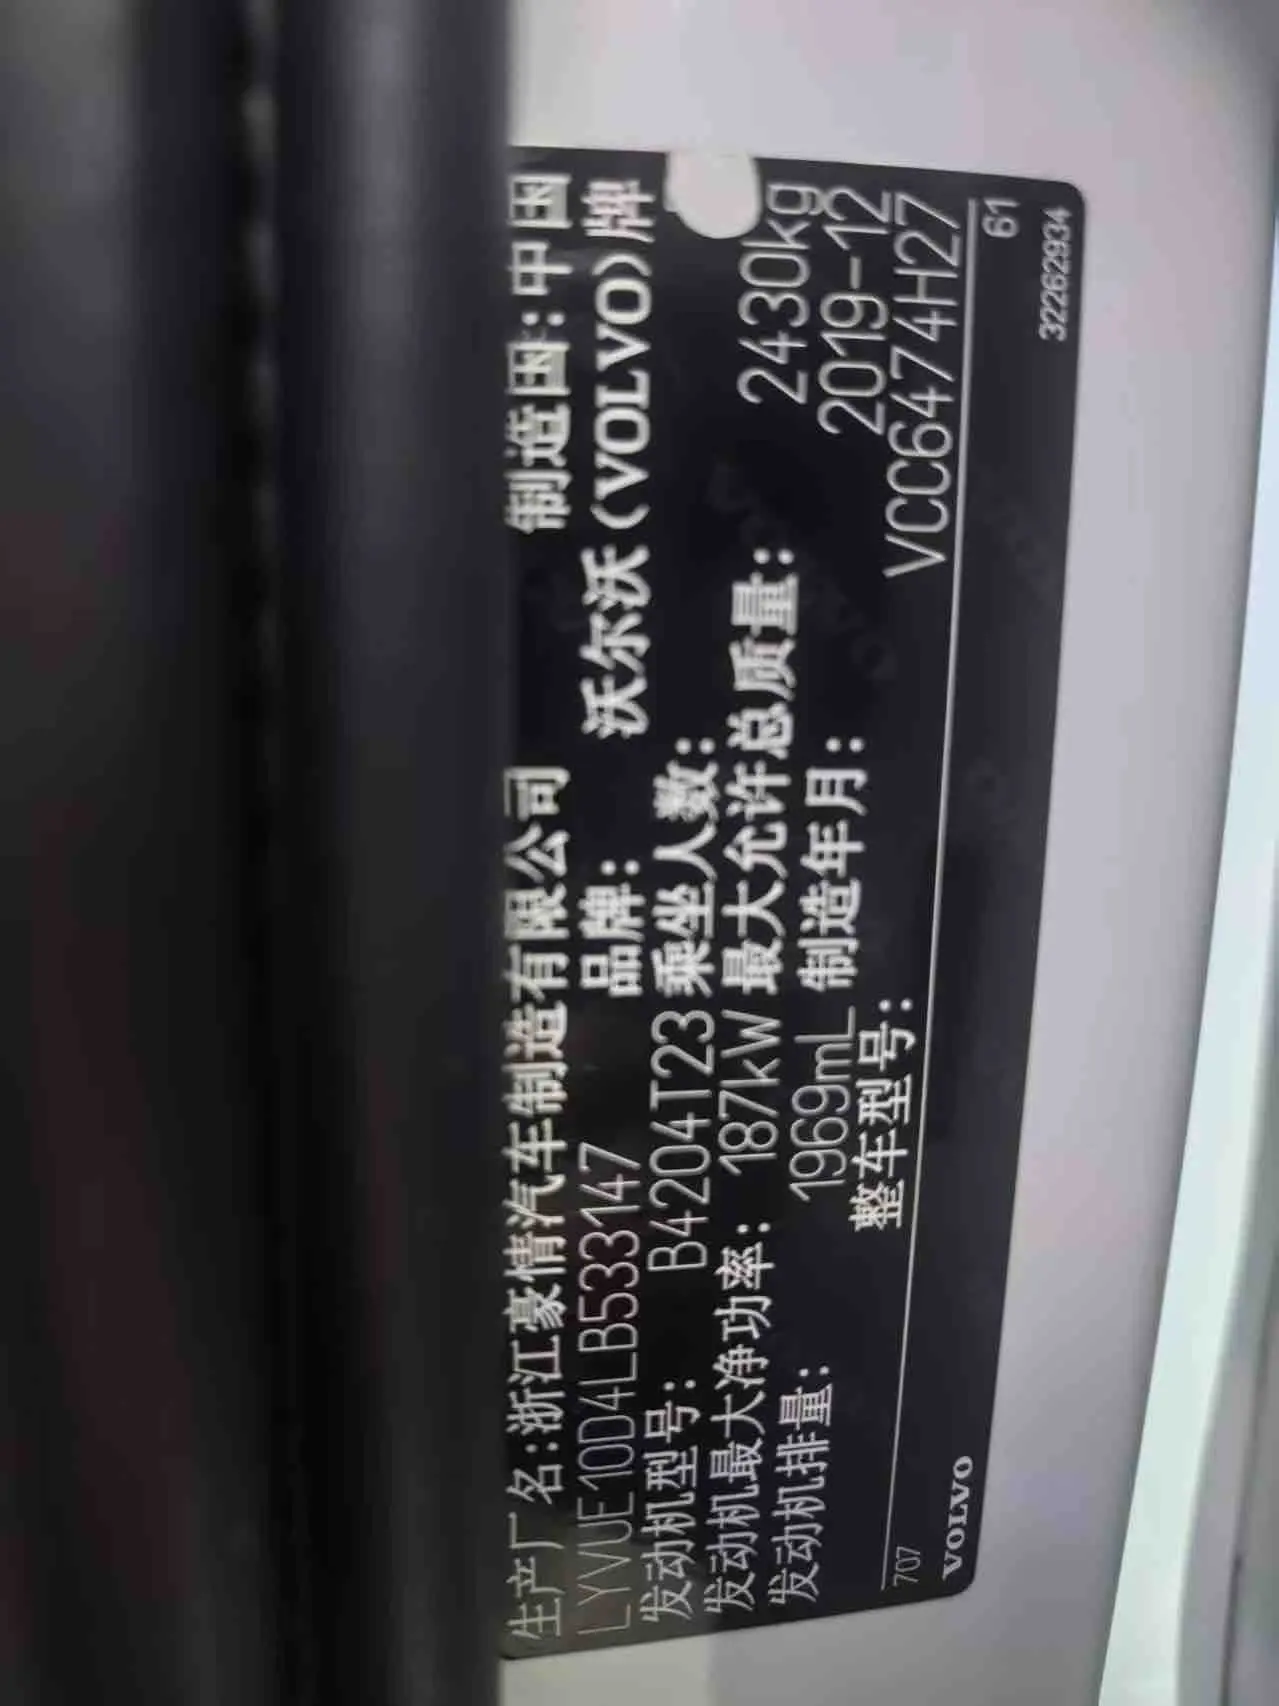 生产厂名:浙江豪情汽车制造有限公司 制造国:中国
LYVUE10D4LB533147 品牌: 沃尔沃(VOLVO)牌
发动机型号: B4204T23 乘坐人数:
发动机最大净功率: 187kW 最大允许总质量: 2430kg
发动机排量: 1969mL 制造年月: 2019-12
整车型号: VCC6474H27
707 61
VOLVO 32262934